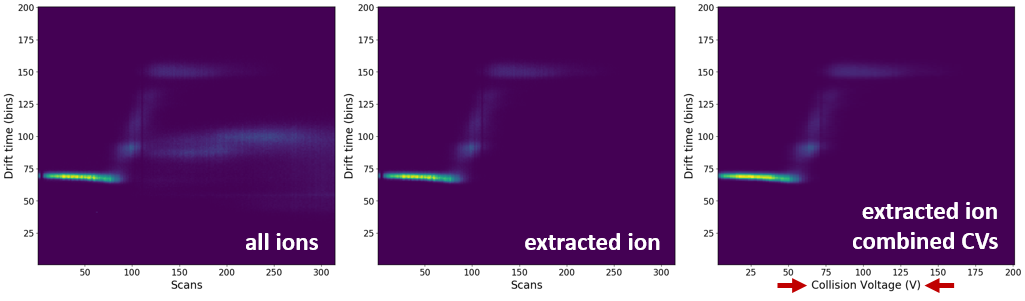 200
175
150
125
100
75
50
25
Drift time (bins)
50 100 150 200 250 300
Scans
all ions
200
175
150
125
100
75
50
25
Drift time (bins)
50 100 150 200 250 300
Scans
extracted ion
200
175
150
125
100
75
50
25
Drift time (bins)
25 50 75 100 125 150 175 200
Collision Voltage (V)
extracted ion
combined CVs